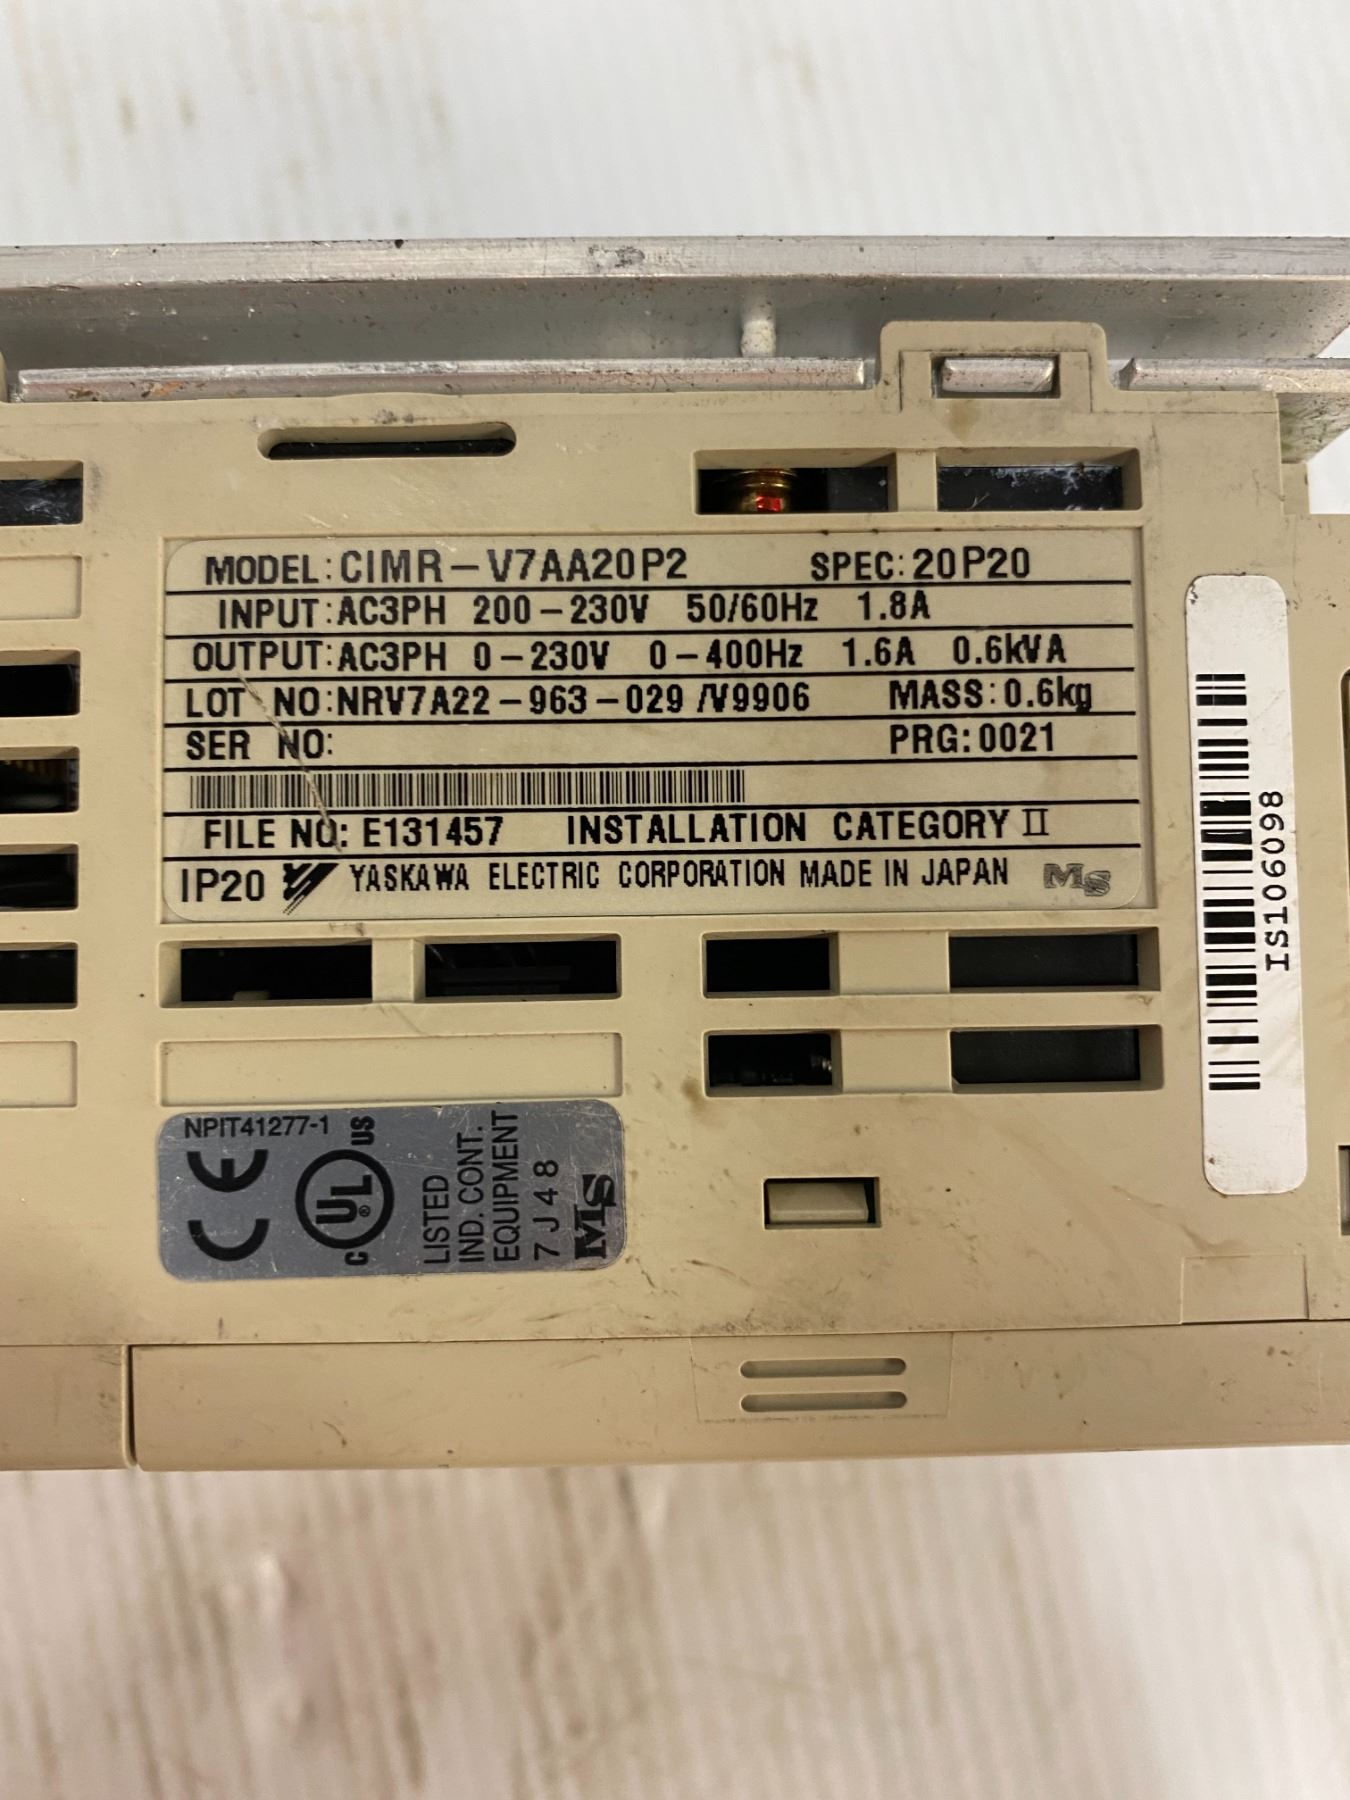 MODEL:CIMR-V7AA20P2 SPEC:20P20
INPUT:AC3PH 200-230V 50/60Hz 1.8A
OUTPUT:AC3PH 0-230V 0-400Hz 1.6A 0.6kVA
LOT NO:NRV7A22-963-029/V9906 MASS:0.6kg
SER NO: PRG:0021
FILE NO: E131457 INSTALLATION CATEGORY II
IP20 YASKAWA ELECTRIC CORPORATION MADE IN JAPAN MS
IS106098
NPIT41277-1
CE
C UL® US
LISTED
IND. CONT.
EQUIPMENT
7J48
MS